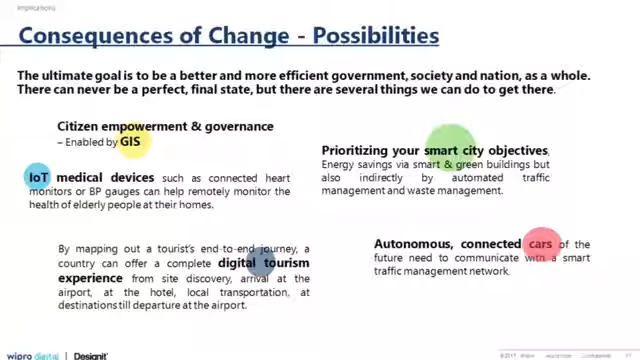 Implications
Consequences of Change - Possibilities
The ultimate goal is to be a better and more efficient government, society and nation, as a whole.
There can never be a perfect, final state, but there are several things we can do to get there.
Citizen empowerment & governance
– Enabled by GIS
IoT medical devices such as connected heart
monitors or BP gauges can help remotely monitor the
health of elderly people at their homes.
By mapping out a tourist's end-to-end journey, a
country can offer a complete digital tourism
experience from site discovery, arrival at the
airport, at the hotel, local transportation, at
destinations till departure at the airport.
Prioritizing your smart city objectives,
Energy savings via smart & green buildings but
also indirectly by automated traffic
management and waste management.
Autonomous, connected cars of the
future need to communicate with a smart
traffic management network.
wipro digital | Designit